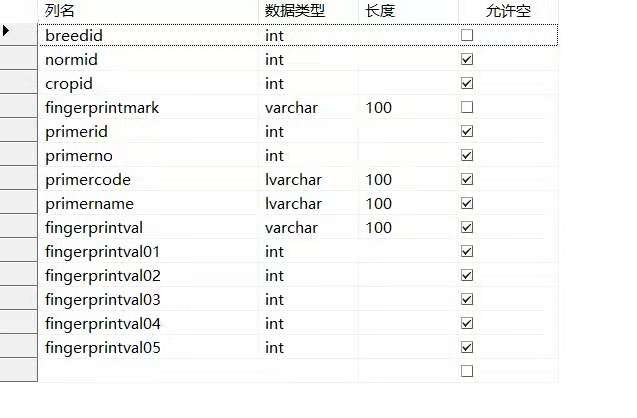 列名 数据类型 长度 允许空
breedid int
normid int
cropid int
fingerprintmark varchar 100
primerid int
primerno int
primercode lvarchar 100
primername lvarchar 100
fingerprintval varchar 100
fingerprintval01 int
fingerprintval02 int
fingerprintval03 int
fingerprintval04 int
fingerprintval05 int